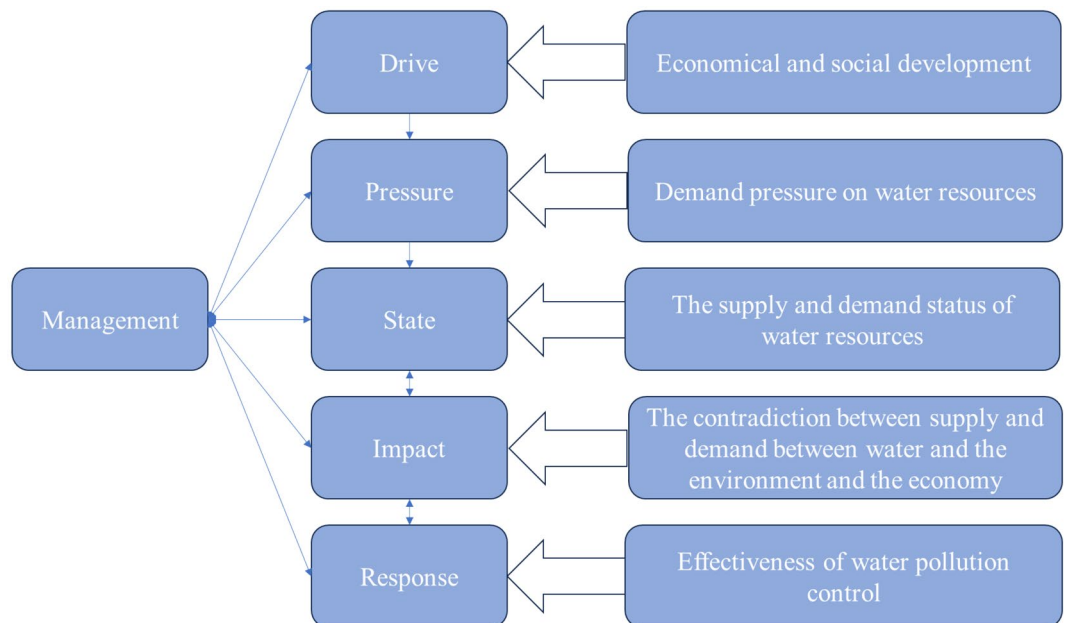 Drive
Economical and social development
Pressure
Demand pressure on water resources
Management
State
The supply and demand status of
water resources
Impact
The contradiction between supply and
demand between water and the
environment and the economy
Response
Effectiveness of water pollution
control